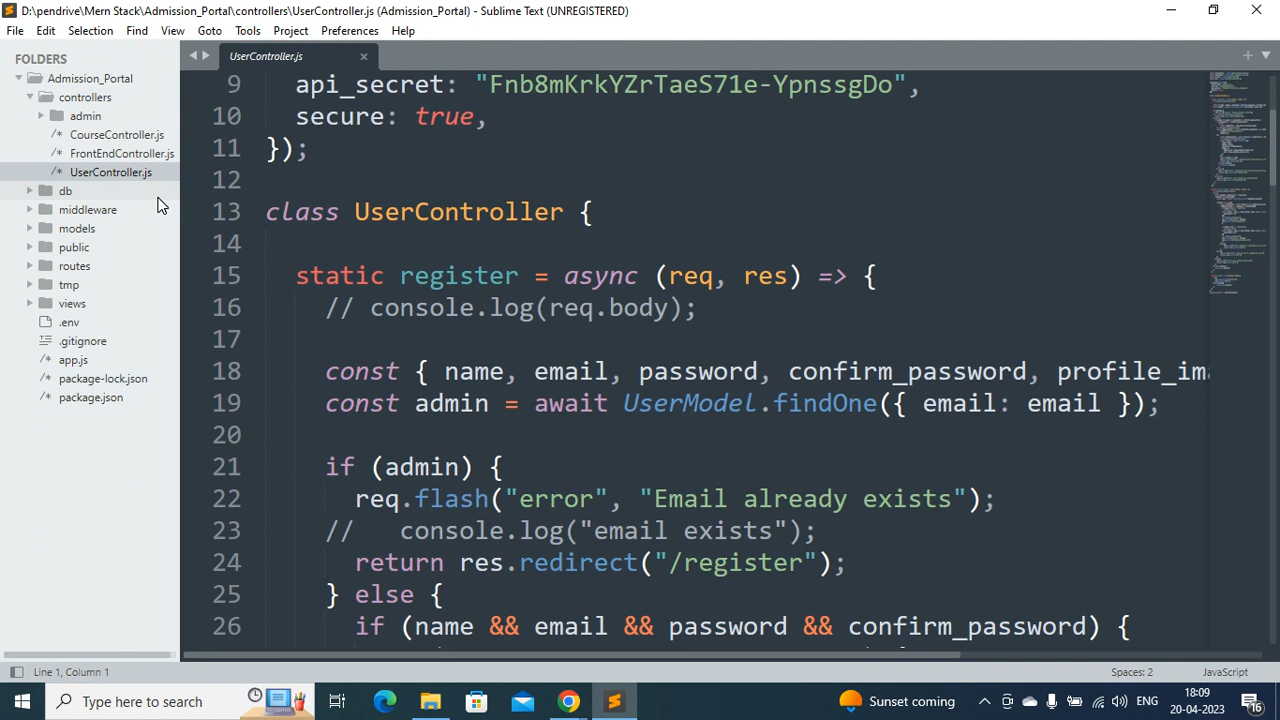 D:\pendrive\Mern Stack\Admission_Portal\controllers\UserController.js (Admission_Portal) - Sublime Text (UNREGISTERED)
File Edit Selection Find View Goto Tools Project Preferences Help
FOLDERS
Admission_Portal
controllers
admin
/* CourseController.js
/* FrontEndController.js
/* UserController.js
db
middleware
models
public
routes
tmp
views
.env
.gitignore
/* app.js
/* package-lock.json
/* package.json
UserController.js
9 api_secret: "Fnb8mKrkYZrTaeS71e-YpnssgDo",
10 secure: true,
11 });
12
13 class UserController {
14
15 static register = async (req, res) => {
16 // console.log(req.body);
17
18 const { name, email, password, confirm_password, profile_ima
19 const admin = await UserModel.findOne({ email: email });
20
21 if (admin) {
22 req.flash("error", "Email already exists");
23 // console.log("email exists");
24 return res.redirect("/register");
25 } else {
26 if (name && email && password && confirm_password) {
Line 1, Column 1 Spaces: 2 JavaScript
Type here to search Sunset coming ENG 18:09 20-04-2023 16